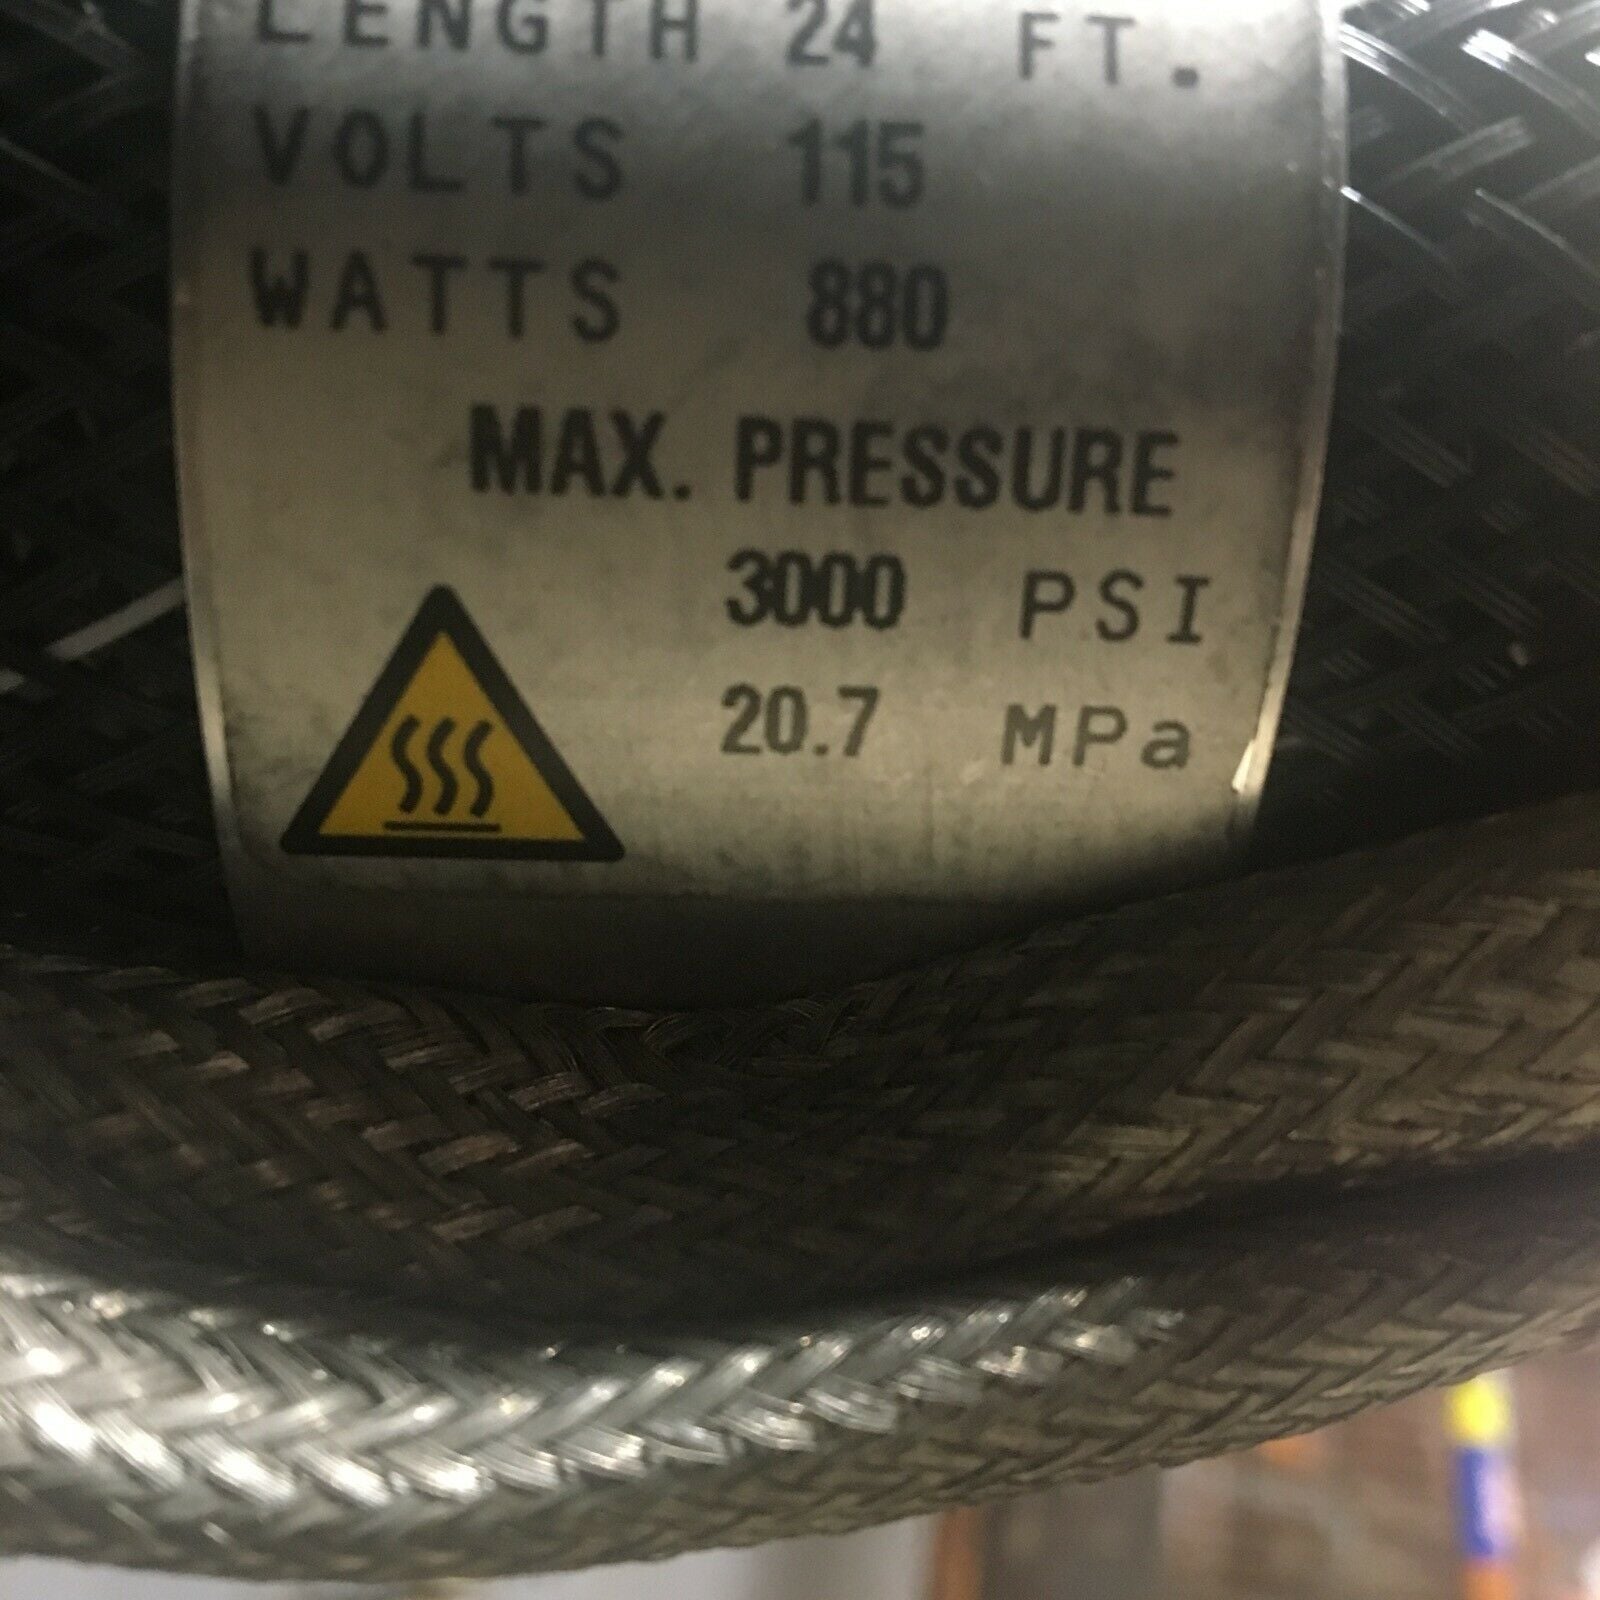 LENGTH 24 FT.
VOLTS 115
WATTS 880
MAX. PRESSURE
3000 PSI
20.7 MPa